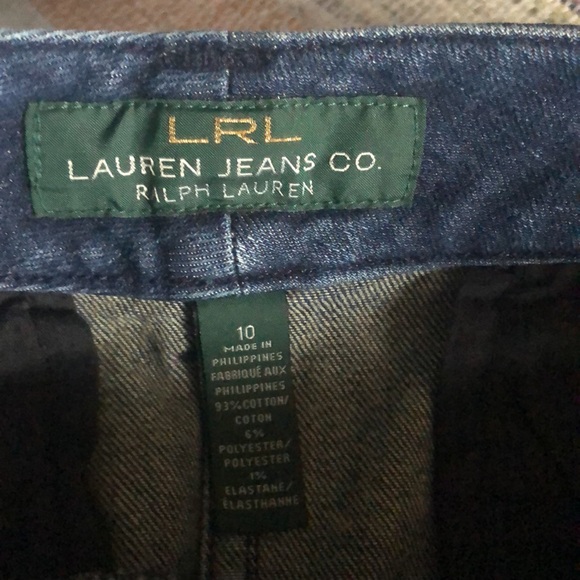 LRL
LAUREN JEANS CO.
RALPH LAUREN
10
MADE IN
PHILIPPINES
FABRIQUÉ AUX
PHILIPPINES
93% COTTON/
COTON
6%
POLYESTER/
POLYESTER
1%
ELASTANE/
ÉLASTHANNE